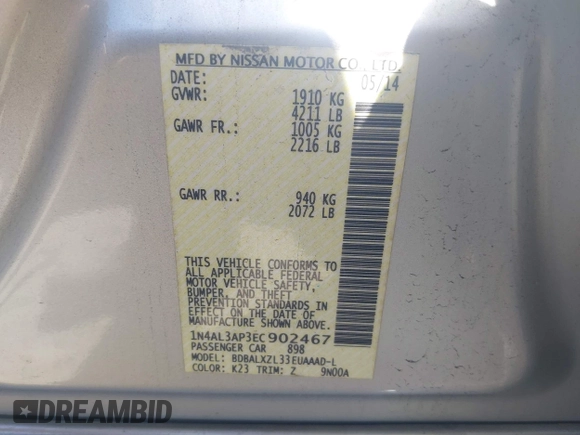 MFD BY NISSAN MOTOR CO., LTD.
DATE: 05/14
GVWR: 1910 KG
4211 LB
GAWR FR.: 1005 KG
2216 LB
GAWR RR.: 940 KG
2072 LB
THIS VEHICLE CONFORMS TO
ALL APPLICABLE FEDERAL
MOTOR VEHICLE SAFETY,
BUMPER, AND THEFT
PREVENTION STANDARDS IN
EFFECT ON THE DATE OF
MANUFACTURE SHOWN ABOVE.
1N4AL3AP3EC902467
PASSENGER CAR 898
MODEL: BDBALXZL33EUAAAD-L
COLOR: K23 TRIM: Z 9N00A
DREAMBID
DREAMBID.COM